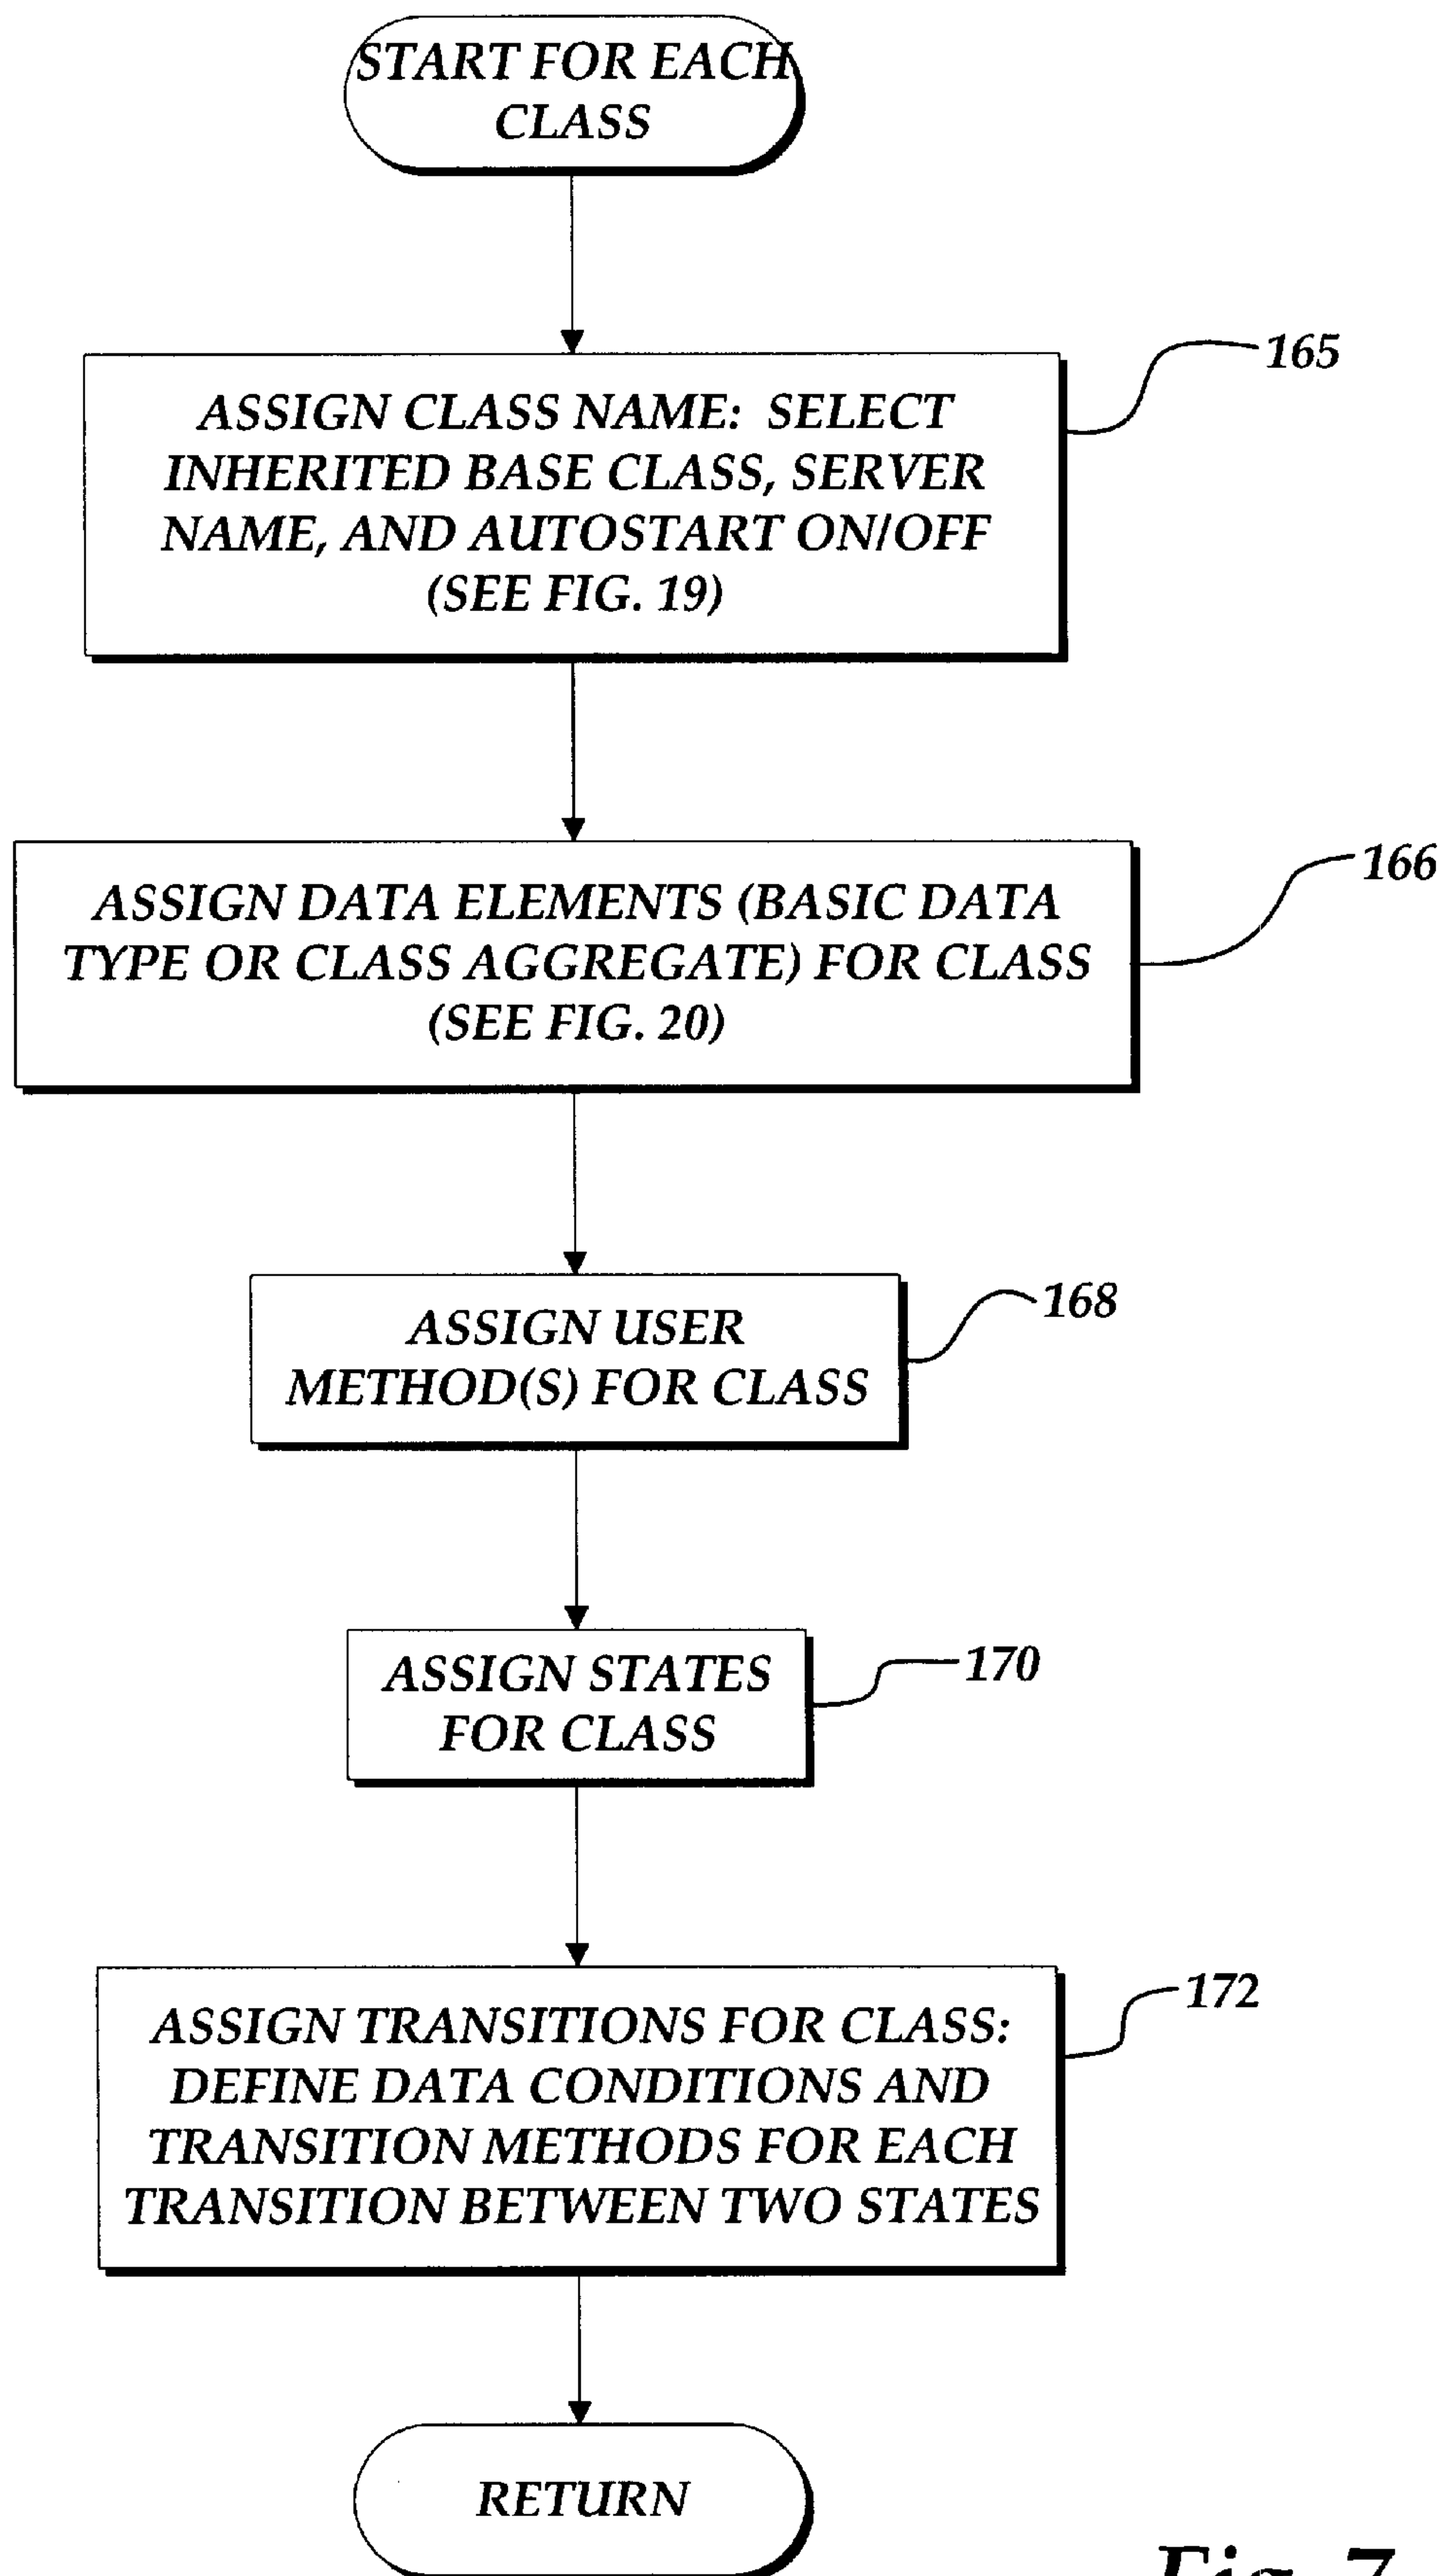 START FOR EACH
CLASS
165
ASSIGN CLASS NAME: SELECT
INHERITED BASE CLASS, SERVER
NAME, AND AUTOSTART ON/OFF
(SEE FIG. 19)
166
ASSIGN DATA ELEMENTS (BASIC DATA
TYPE OR CLASS AGGREGATE) FOR CLASS
(SEE FIG. 20)
168
ASSIGN USER
METHOD(S) FOR CLASS
170
ASSIGN STATES
FOR CLASS
172
ASSIGN TRANSITIONS FOR CLASS:
DEFINE DATA CONDITIONS AND
TRANSITION METHODS FOR EACH
TRANSITION BETWEEN TWO STATES
RETURN
Fig. 7